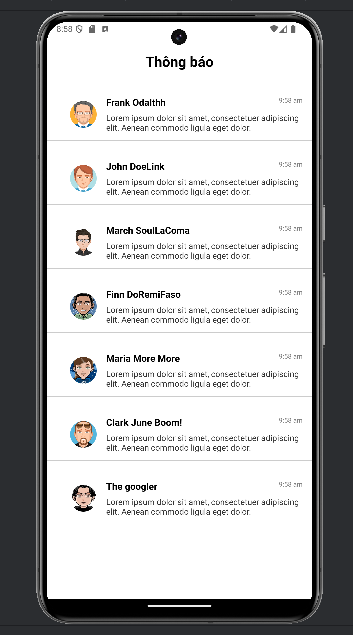 8:58
Thông báo
Frank Odalthh
9:58 am
Lorem ipsum dolor sit amet, consectetuer adipiscing
elit. Aenean commodo ligula eget dolor.
John DoeLink
9:58 am
Lorem ipsum dolor sit amet, consectetuer adipiscing
elit. Aenean commodo ligula eget dolor.
March SoulLaComa
9:58 am
Lorem ipsum dolor sit amet, consectetuer adipiscing
elit. Aenean commodo ligula eget dolor.
Finn DoRemiFaso
9:58 am
Lorem ipsum dolor sit amet, consectetuer adipiscing
elit. Aenean commodo ligula eget dolor.
Maria More More
9:58 am
Lorem ipsum dolor sit amet, consectetuer adipiscing
elit. Aenean commodo ligula eget dolor.
Clark June Boom!
9:58 am
Lorem ipsum dolor sit amet, consectetuer adipiscing
elit. Aenean commodo ligula eget dolor.
The googler
9:58 am
Lorem ipsum dolor sit amet, consectetuer adipiscing
elit. Aenean commodo ligula eget dolor.